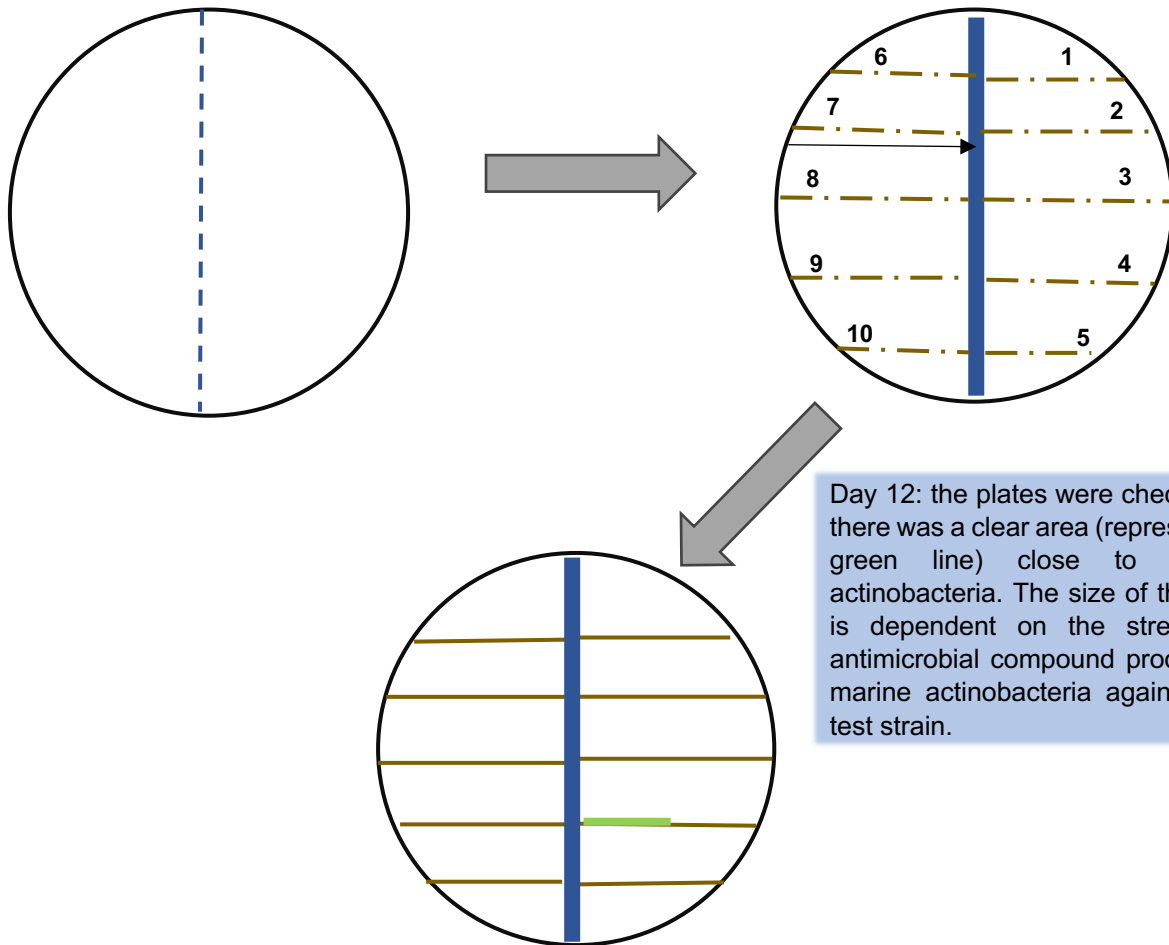 6 1
7 2
8 3
9 4
10 5
Day 12: the plates were chec
there was a clear area (repres
green line) close to
actinobacteria. The size of th
is dependent on the stre
antimicrobial compound prod
marine actinobacteria again
test strain.